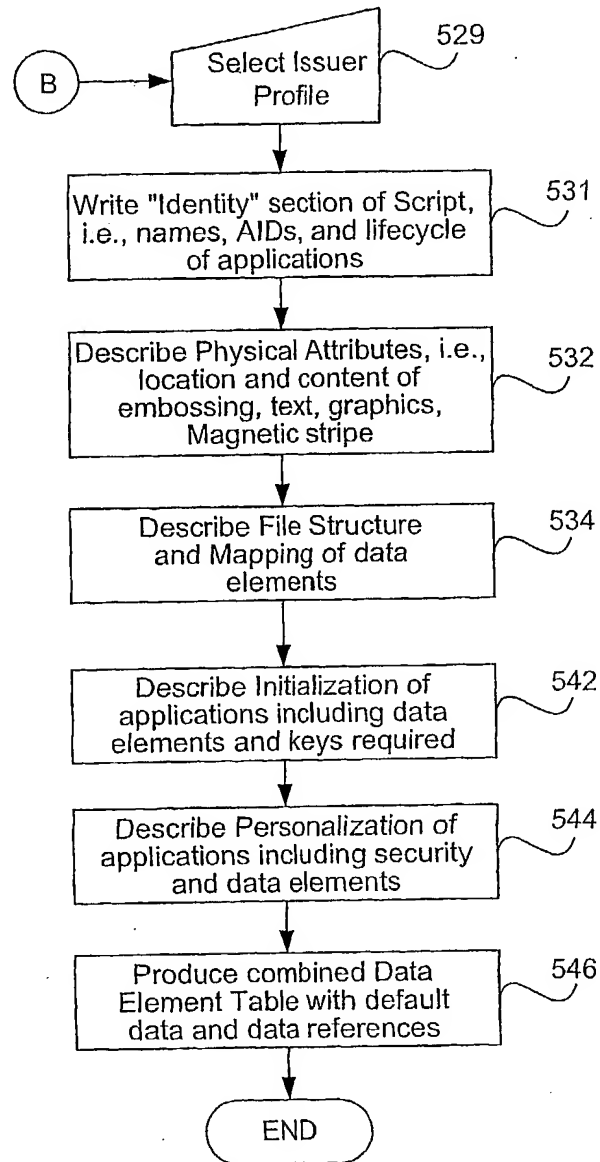 B
Select Issuer
Profile
529
Write "Identity" section of Script,
i.e., names, AIDs, and lifecycle
of applications
531
Describe Physical Attributes, i.e.,
location and content of
embossing, text, graphics,
Magnetic stripe
532
Describe File Structure
and Mapping of data
elements
534
Describe Initialization of
applications including data
elements and keys required
542
Describe Personalization of
applications including security
and data elements
544
Produce combined Data
Element Table with default
data and data references
546
END